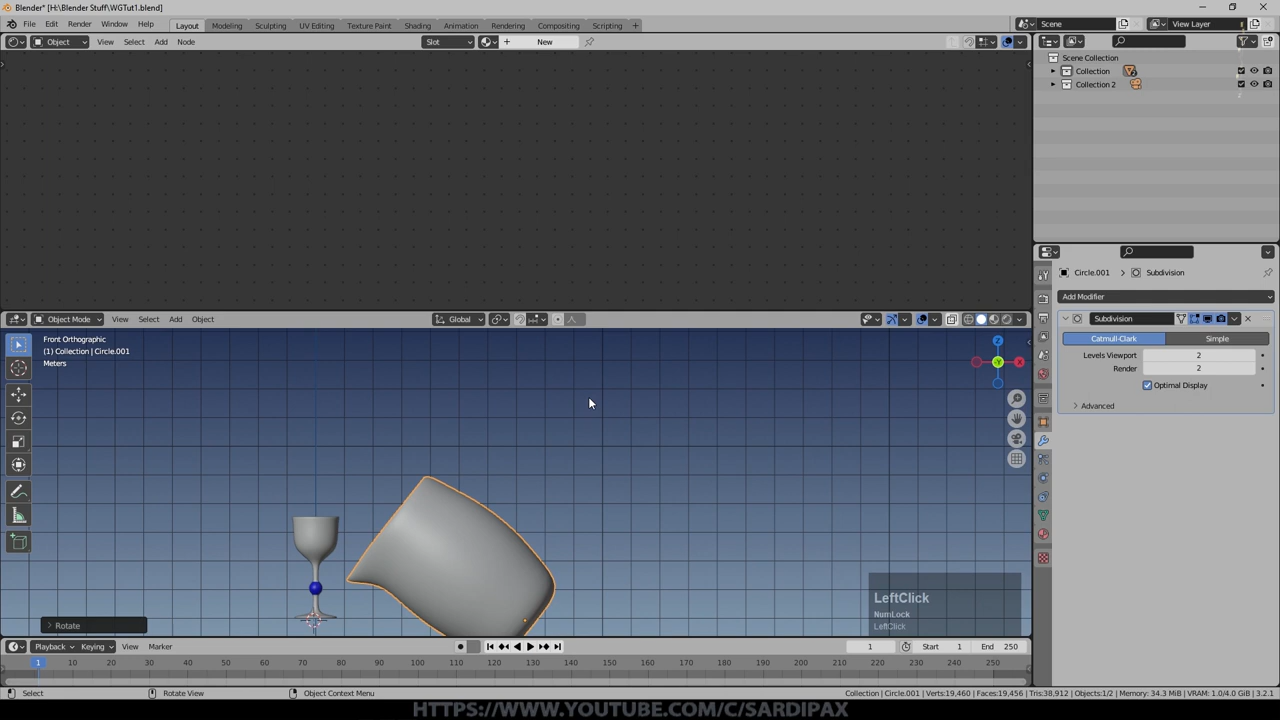 Blender* [H:\Blender Stuff\WGTut1.blend]
File Edit Render Window Help Layout Modeling Sculpting UV Editing Texture Paint Shading Animation Rendering Compositing Scripting + Scene View Layer
Object View Select Add Node Slot New
Scene Collection
Collection
Collection 2
Circle.001 > Subdivision
Add Modifier
Subdivision
Catmull-Clark Simple
Levels Viewport 2
Render 2
Optimal Display
Advanced
Object Mode View Select Add Object Global
Front Orthographic
(1) Collection | Circle.001
Meters
Z
Y
X
LeftClick
NumLock
LeftClick
> Rotate
Playback Keying View Marker 1 Start 1 End 250
1 10 20 30 40 50 60 70 80 90 100 110 120 130 140 150 160 170 180 190 200 210 220 230 240 250
Select Rotate View Object Context Menu Collection | Circle.001 | Verts:19,460 | Faces:19,456 | Tris:38,912 | Objects:1/2 | Memory: 34.3 MiB | VRAM: 1.0/4.0 GiB | 3.2.1
HTTPS://WWW.YOUTUBE.COM/C/SARDIPAX